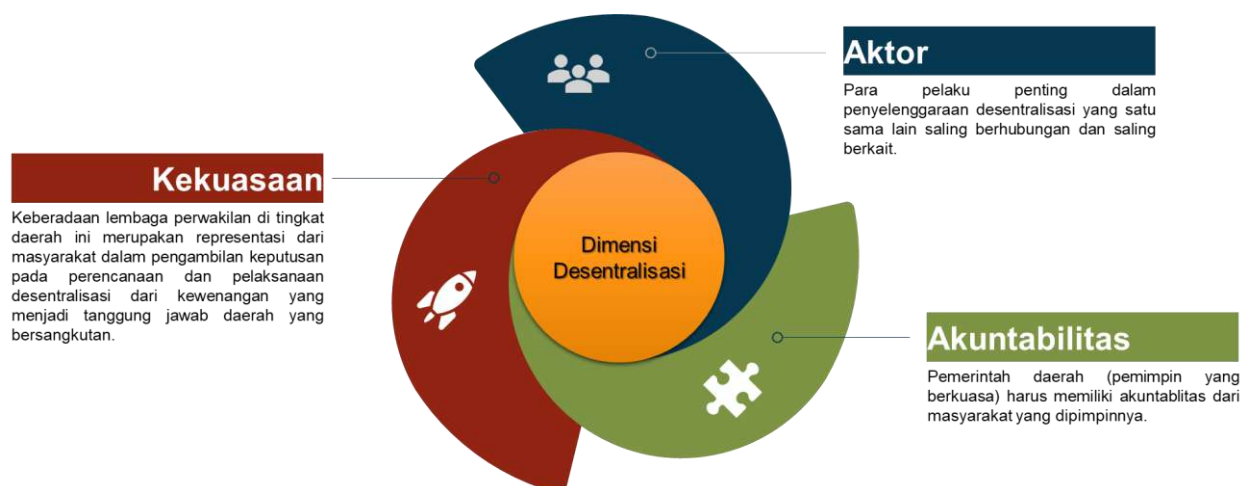 Aktor
Para pelaku penting dalam
penyelenggaraan desentralisasi yang satu
sama lain saling berhubungan dan saling
berkait.
Kekuasaan
Keberadaan lembaga perwakilan di tingkat
daerah ini merupakan representasi dari
masyarakat dalam pengambilan keputusan
pada perencanaan dan pelaksanaan
desentralisasi dari kewenangan yang
menjadi tanggung jawab daerah yang
bersangkutan.
Dimensi
Desentralisasi
Akuntabilitas
Pemerintah daerah (pemimpin yang
berkuasa) harus memiliki akuntablitas dari
masyarakat yang dipimpinnya.